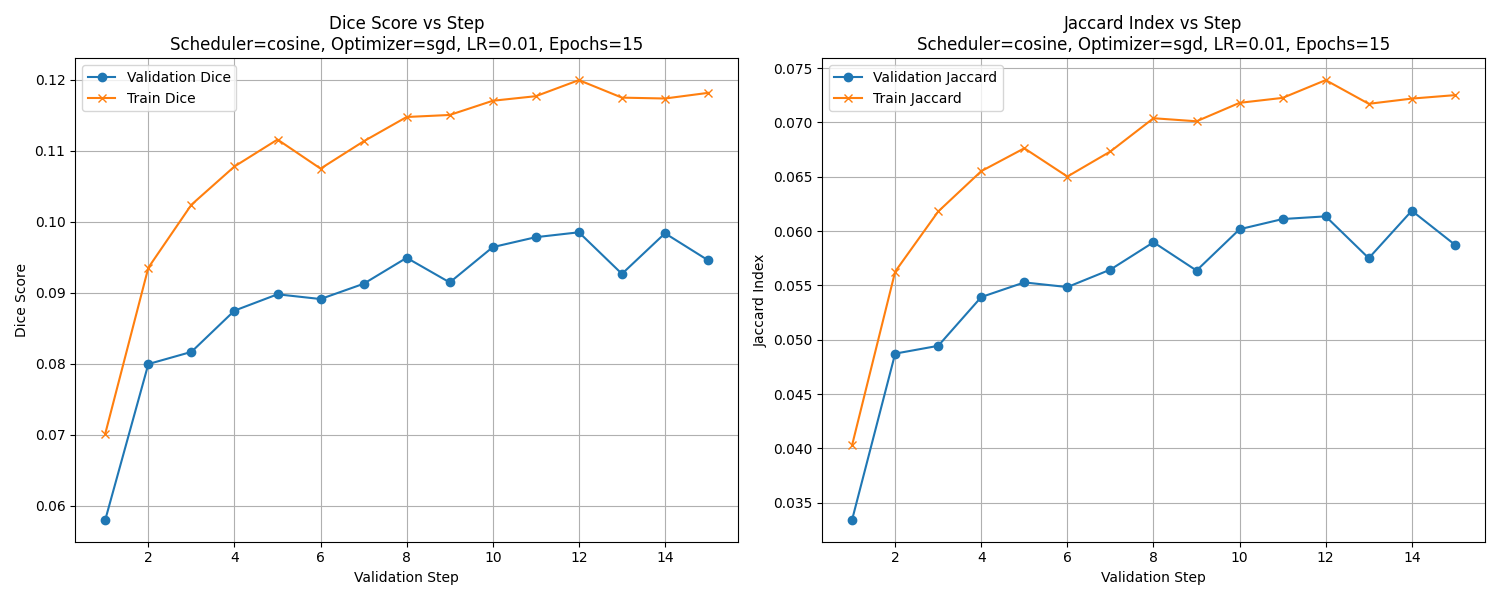 Dice Score vs Step
Scheduler=cosine, Optimizer=sgd, LR=0.01, Epochs=15
Validation Dice
Train Dice
0.12
0.11
0.10
0.09
0.08
0.07
0.06
Dice Score
2 4 6 8 10 12 14
Validation Step
Jaccard Index vs Step
Scheduler=cosine, Optimizer=sgd, LR=0.01, Epochs=15
Validation Jaccard
Train Jaccard
0.075
0.070
0.065
0.060
0.055
0.050
0.045
0.040
0.035
Jaccard Index
2 4 6 8 10 12 14
Validation Step